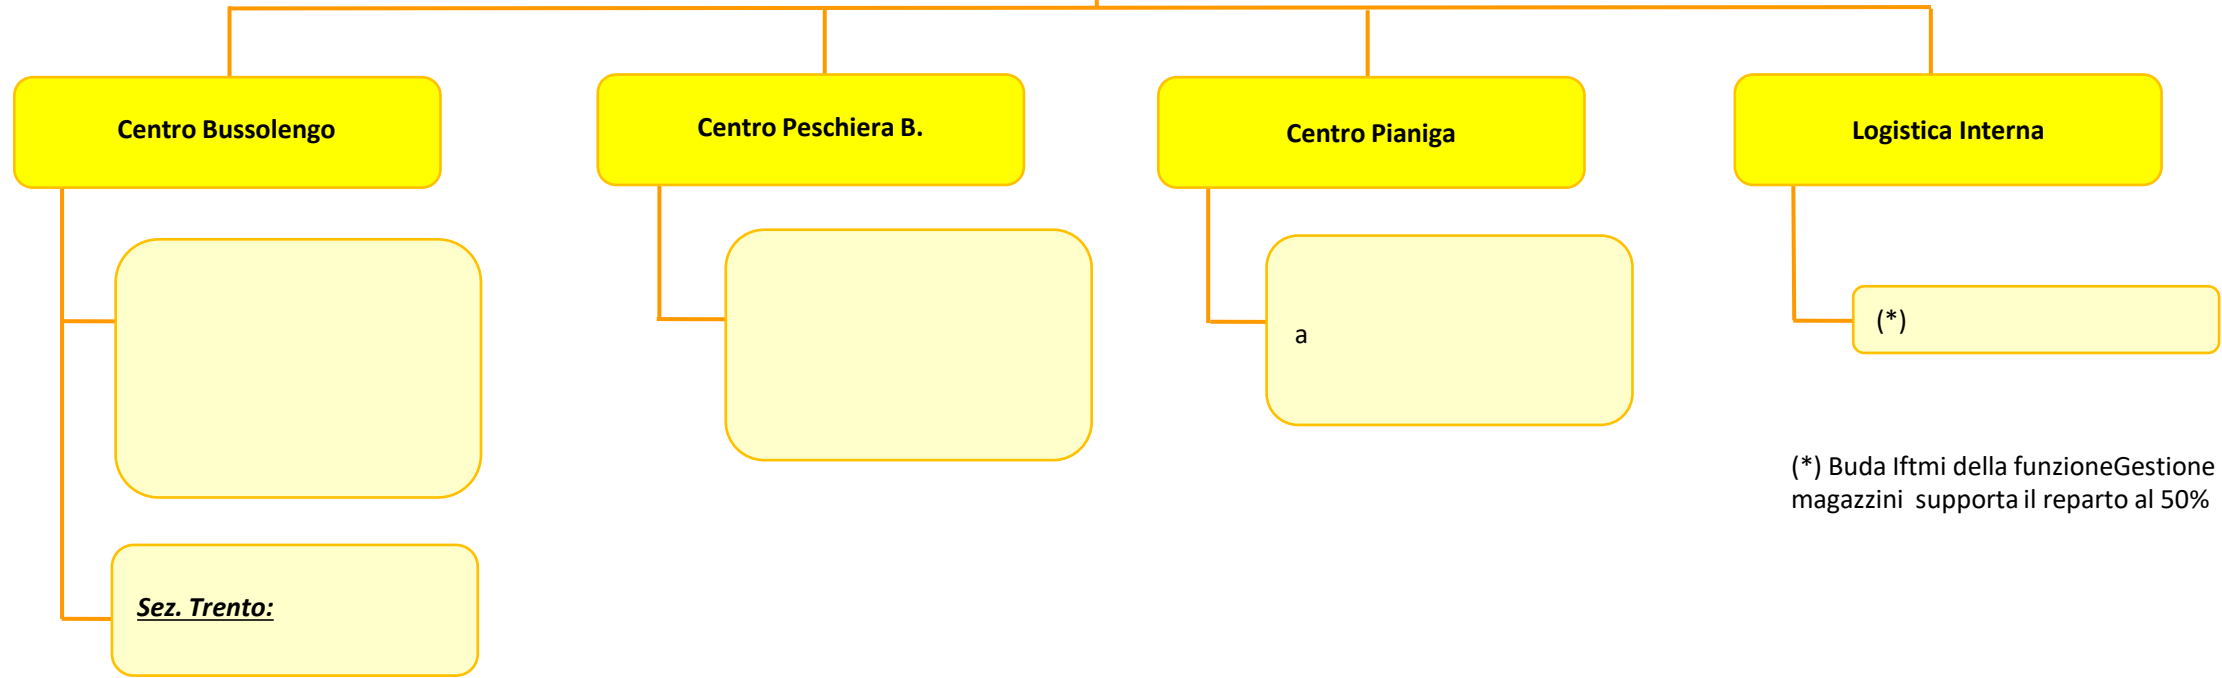 Centro Bussolengo
Centro Peschiera B.
Centro Pianiga
Logistica Interna
a
(*)
(*) Buda Iftmi della funzioneGestione
magazzini  supporta il reparto al 50%
Sez. Trento: